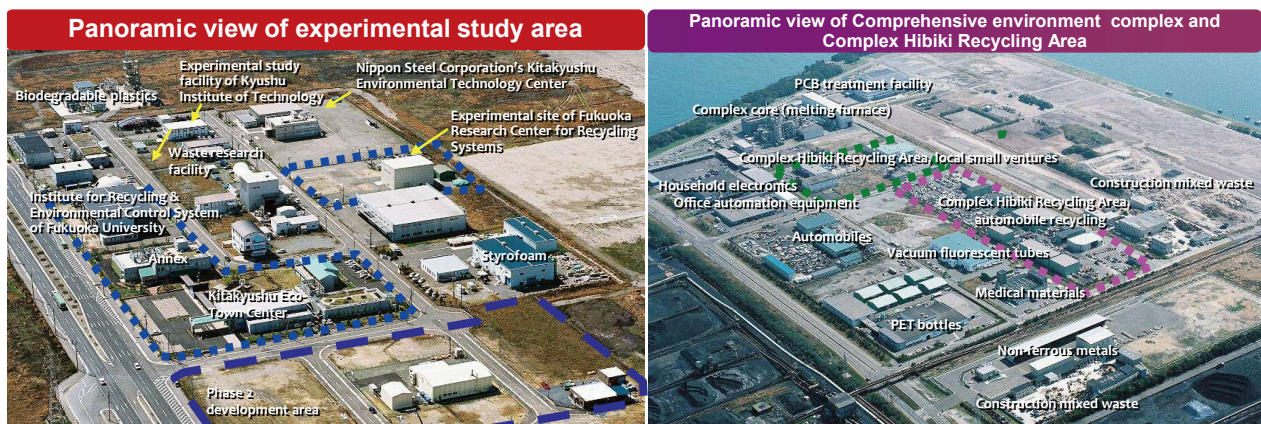 Panoramic view of experimental study area
Biodegradable plastics
Experimental study
facility of Kyushu
Institute of Technology
Nippon Steel Corporation's Kitakyushu
Environmental Technology Center
Experimental site of Fukuoka
Research Center for Recycling
Systems
Waste research
facility
Institute for Recycling &
Environmental Control System
of Fukuoka University
Annex
Styrofoam
Kitakyushu Eco-
Town Center
Phase 2
development area
Panoramic view of Comprehensive environment complex and
Complex Hibiki Recycling Area
PCB treatment facility
Complex core (melting furnace)
Complex Hibiki Recycling Area, local small ventures
Household electronics
Office automation equipment
Construction mixed waste
Complex Hibiki Recycling Area,
automobile recycling
Automobiles
Vacuum fluorescent tubes
Medical materials
PET bottles
Non-ferrous metals
Construction mixed waste